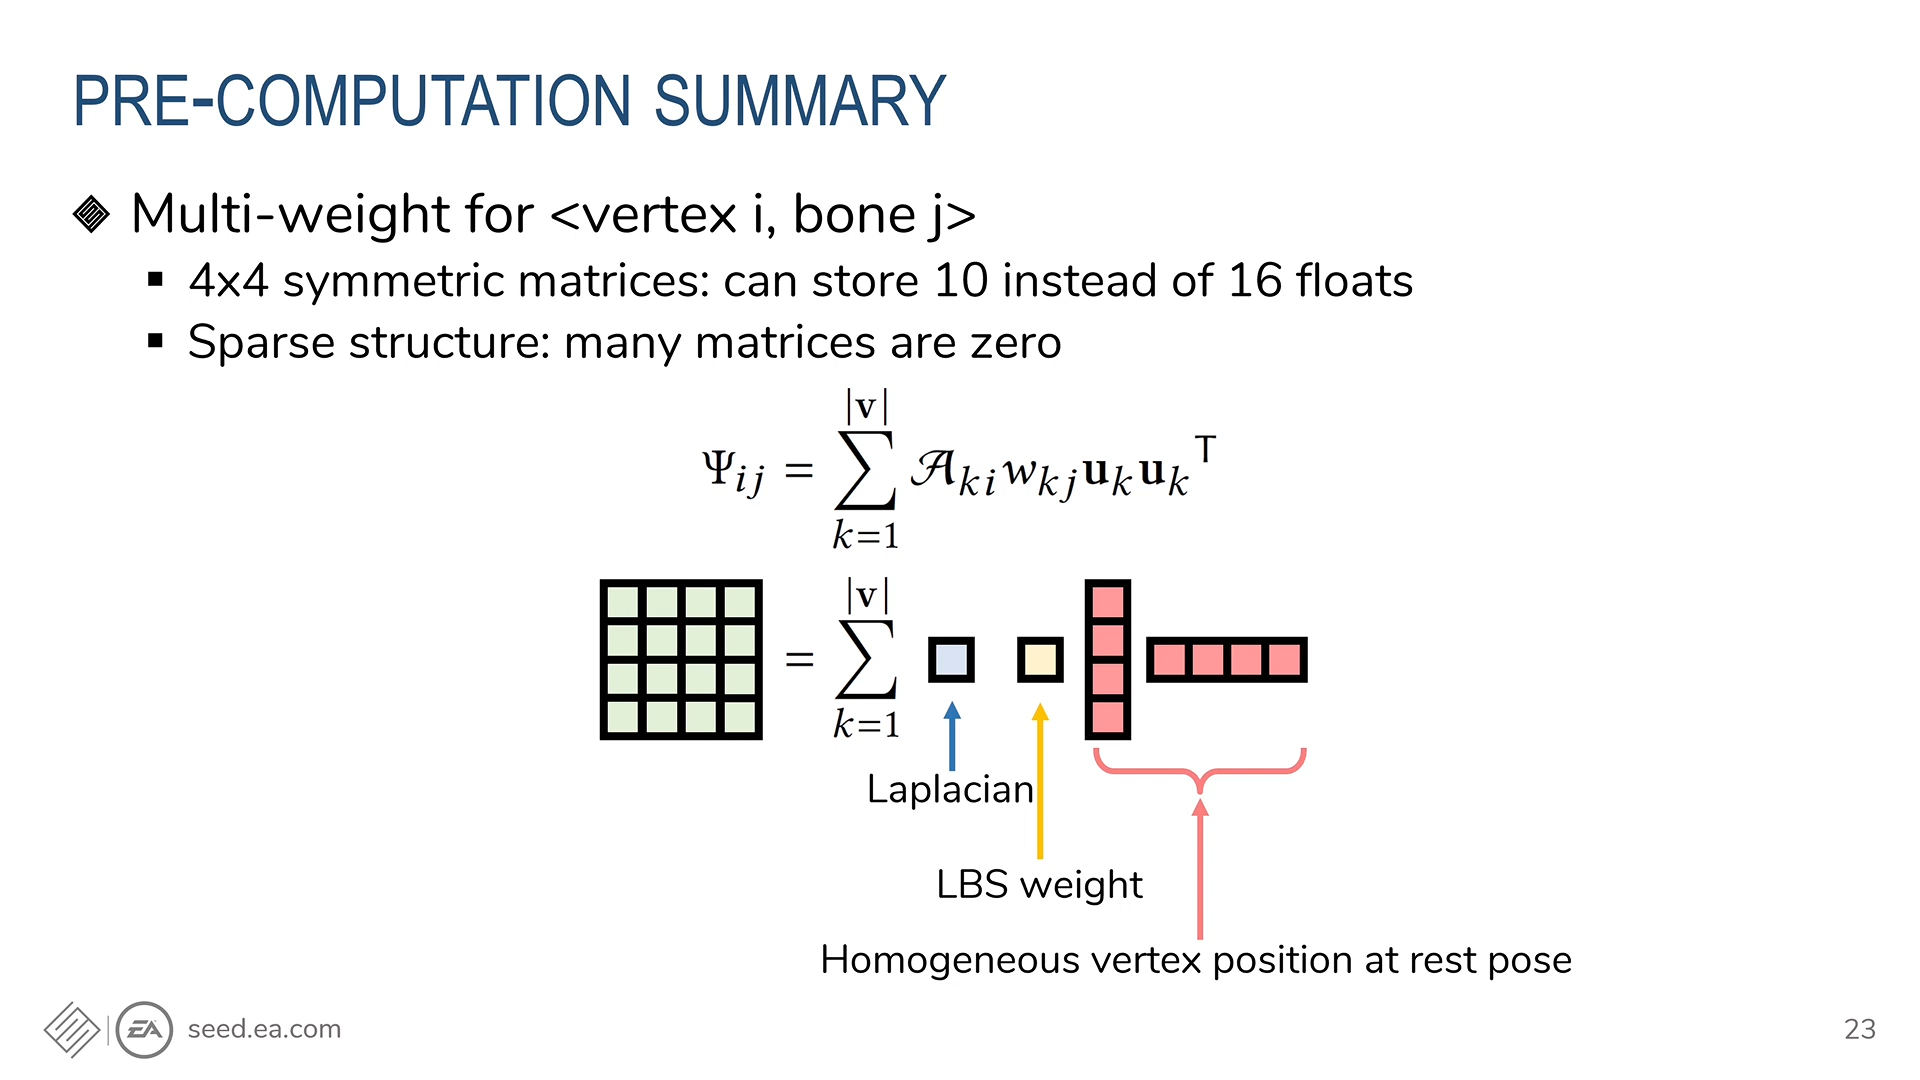 PRE-COMPUTATION SUMMARY
Multi-weight for <vertex i, bone j>
4x4 symmetric matrices: can store 10 instead of 16 floats
Sparse structure: many matrices are zero
|v|
Ψij = ∑ 𝒜ki wkj uk uk T
k=1
|v|
= ∑
k=1
Laplacian
LBS weight
Homogeneous vertex position at rest pose
EA seed.ea.com
23